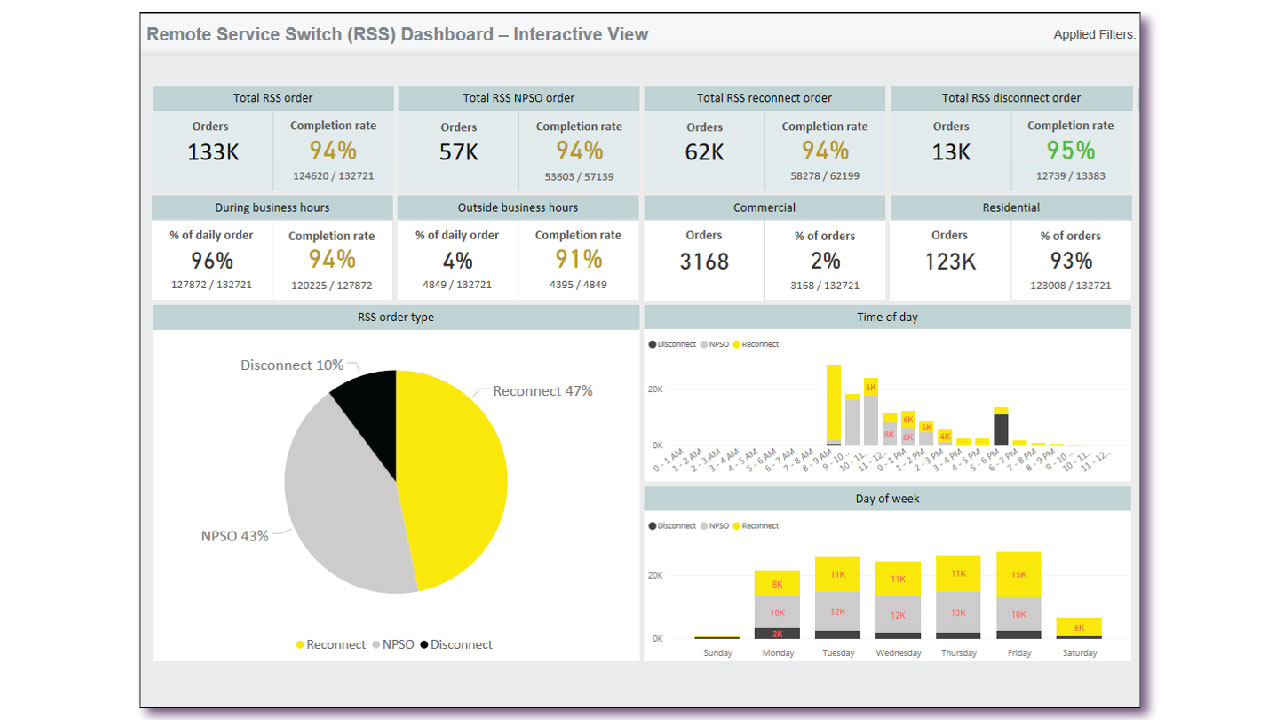 Remote Service Switch (RSS) Dashboard – Interactive View
Applied Filters:
Total RSS order
Total RSS NPSO order
Total RSS reconnect order
Total RSS disconnect order
Orders
Completion rate
Orders
Completion rate
Orders
Completion rate
Orders
Completion rate
133K
94%
57K
94%
62K
94%
13K
95%
124620 / 132721
53603 / 57139
58278 / 62199
12739 / 13383
During business hours
Outside business hours
Commercial
Residential
% of daily order
Completion rate
% of daily order
Completion rate
Orders
% of orders
Orders
% of orders
96%
94%
4%
91%
3168
2%
123K
93%
127872 / 132721
120225 / 127872
4849 / 132721
4395 / 4849
3168 / 132721
123008 / 132721
RSS order type
Disconnect 10%
Reconnect 47%
NPSO 43%
Reconnect NPSO Disconnect
Time of day
Disconnect NPSO Reconnect
20K
0K
5K
8K
6K
6K
4K
4K
0 - 1 AM
1 - 2 AM
2 - 3 AM
3 - 4 AM
4 - 5 AM
5 - 6 AM
6 - 7 AM
7 - 8 AM
8 - 9 AM
9 - 10 ...
10 - 11...
11 - 12...
0 - 1 PM
1 - 2 PM
2 - 3 PM
3 - 4 PM
4 - 5 PM
5 - 6 PM
6 - 7 PM
7 - 8 PM
8 - 9 PM
9 - 10 ...
10 - 11...
11 - 12...
Day of week
Disconnect NPSO Reconnect
20K
0K
8K
10K
3K
11K
12K
11K
12K
11K
13K
15K
10K
6K
Sunday
Monday
Tuesday
Wednesday
Thursday
Friday
Saturday